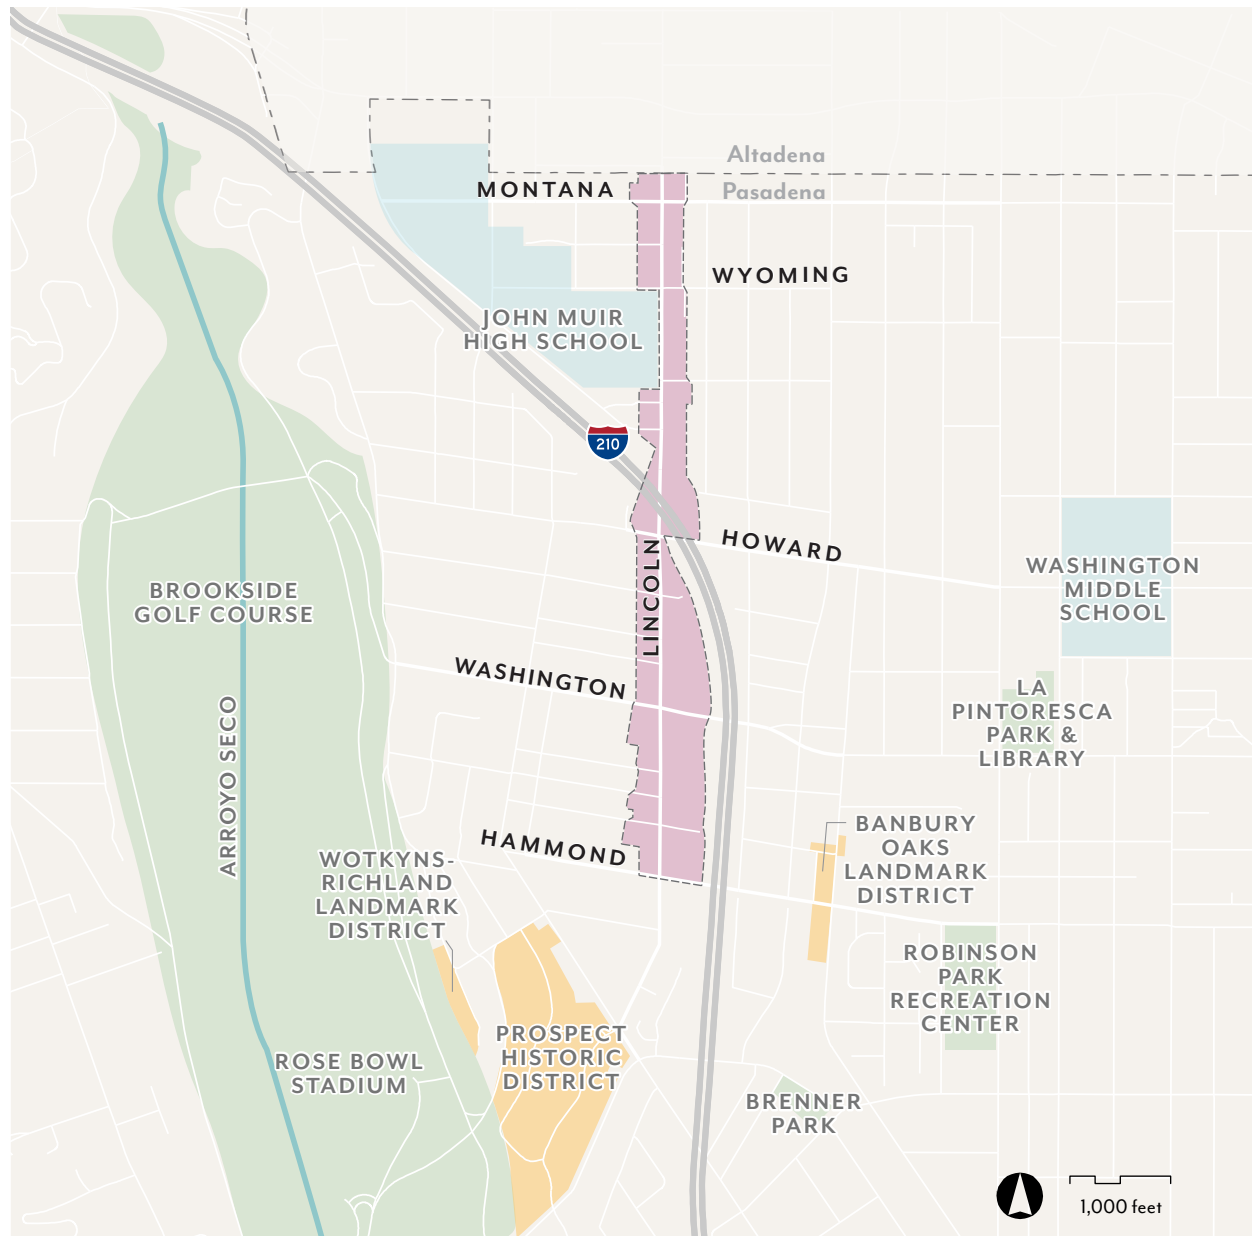 Altadena
MONTANA
Pasadena
WYOMING
JOHN MUIR
HIGH SCHOOL
210
HOWARD
LINCOLN
WASHINGTON
MIDDLE
SCHOOL
BROOKSIDE
GOLF COURSE
WASHINGTON
LA
PINTORESCA
PARK &
LIBRARY
ARROYO SECO
HAMMOND
BANBURY
OAKS
LANDMARK
DISTRICT
WOTKYNS-
RICHLAND
LANDMARK
DISTRICT
ROBINSON
PARK
RECREATION
CENTER
PROSPECT
HISTORIC
DISTRICT
ROSE BOWL
STADIUM
BRENNER
PARK
1,000 feet